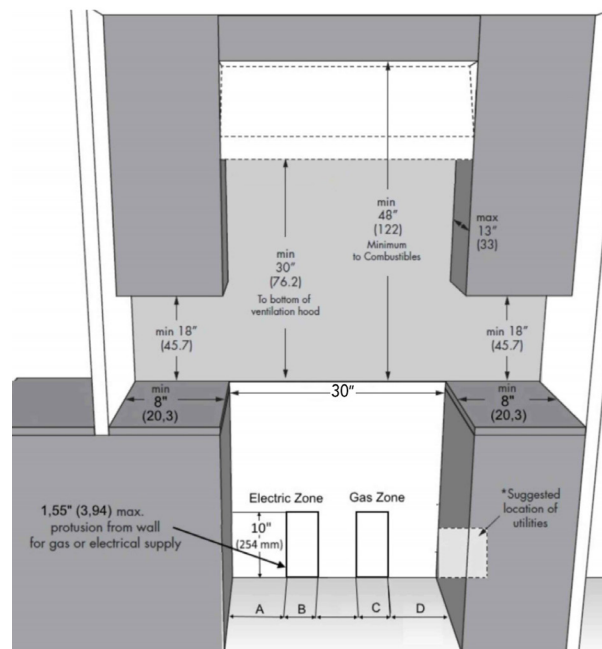 min
48"
(122)
Minimum
to Combustibles
max
13"
(33)
min
30"
(76.2)
To bottom of
ventilation hood
min 18"
(45.7)
min 18"
(45.7)
min
8"
(20,3)
30"
min
8"
(20,3)
Electric Zone
Gas Zone
*Suggested
location of
utilities
1,55" (3,94) max.
protusion from wall
for gas or electrical supply
10"
(254 mm)
A
B
C
D